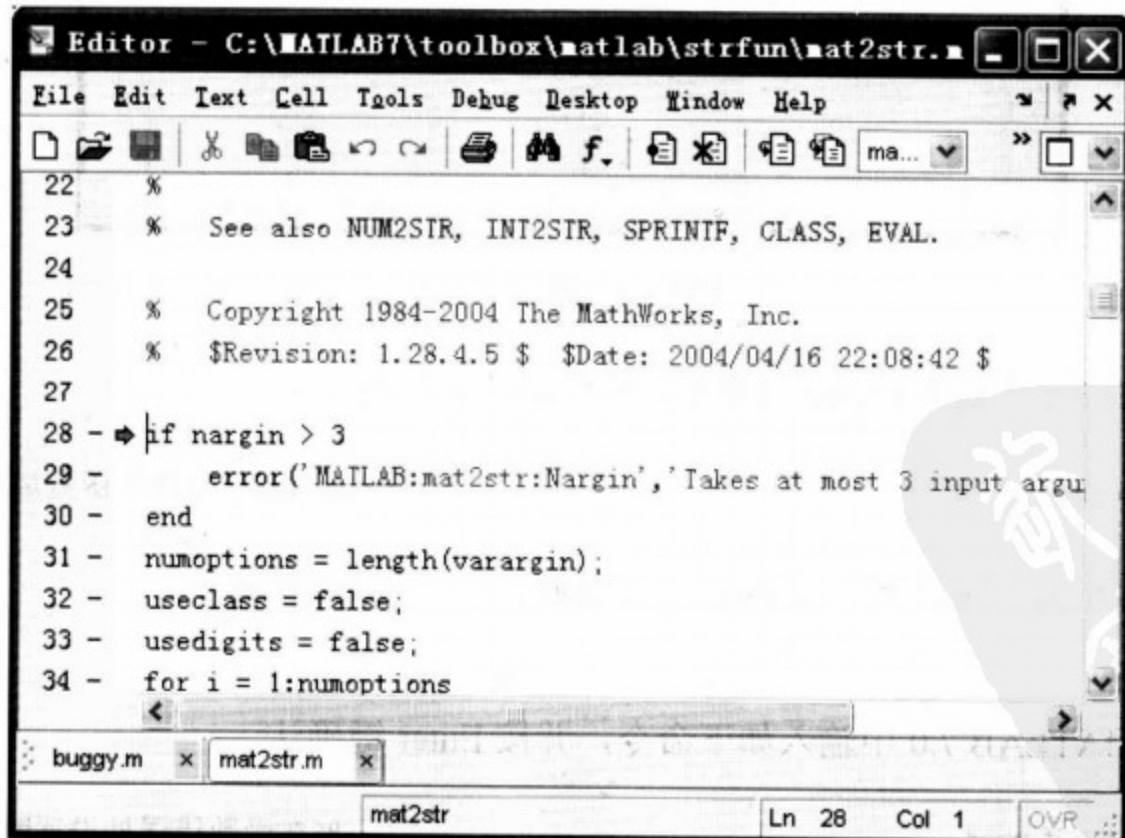 Editor - C:\MATLAB7\toolbox\matlab\strfun\mat2str.m
File Edit Text Cell Tools Debug Desktop Window Help
ma...
22 %
23 % See also NUM2STR, INT2STR, SPRINTF, CLASS, EVAL.
24
25 % Copyright 1984-2004 The MathWorks, Inc.
26 % $Revision: 1.28.4.5 $ $Date: 2004/04/16 22:08:42 $
27
28 - if nargin > 3
29 - error('MATLAB:mat2str:Nargin','Takes at most 3 input argu
30 - end
31 - numoptions = length(varargin);
32 - useclass = false;
33 - usedigits = false;
34 - for i = 1:numoptions
buggy.m mat2str.m
mat2str Ln 28 Col 1 OVR